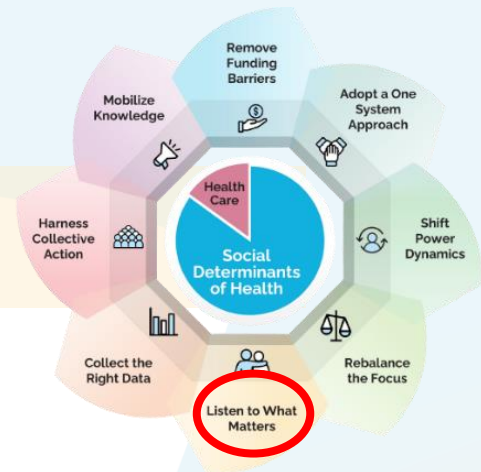 Remove
Funding
Barriers
Adopt a One
System
Approach
Shift
Power
Dynamics
Rebalance
the Focus
Listen to What
Matters
Collect the
Right Data
Harness
Collective
Action
Mobilize
Knowledge
Health
Care
Social
Determinants
of Health